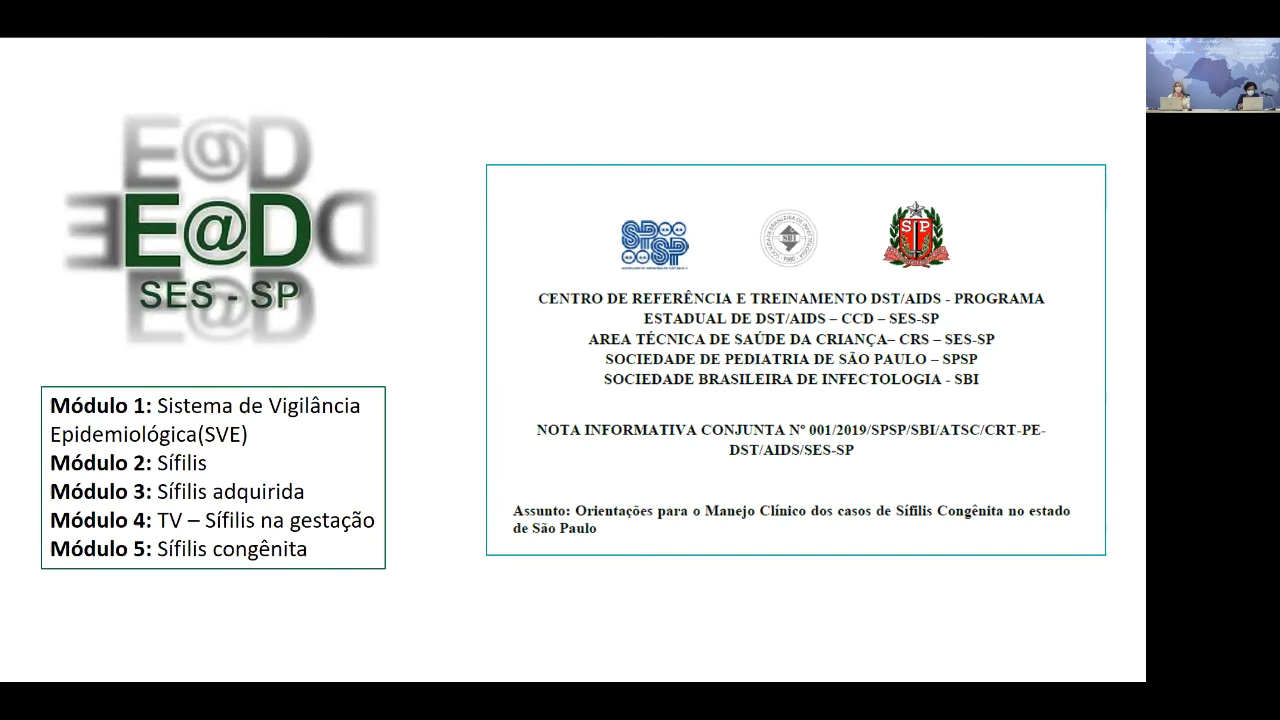 E@D
E@D
SES - SP
E@D
Módulo 1: Sistema de Vigilância
Epidemiológica(SVE)
Módulo 2: Sífilis
Módulo 3: Sífilis adquirida
Módulo 4: TV – Sífilis na gestação
Módulo 5: Sífilis congênita
SPSP
SBI
1980
SP
CENTRO DE REFERÊNCIA E TREINAMENTO DST/AIDS - PROGRAMA
ESTADUAL DE DST/AIDS – CCD – SES-SP
AREA TÉCNICA DE SAÚDE DA CRIANÇA– CRS – SES-SP
SOCIEDADE DE PEDIATRIA DE SÃO PAULO – SPSP
SOCIEDADE BRASILEIRA DE INFECTOLOGIA - SBI
NOTA INFORMATIVA CONJUNTA Nº 001/2019/SPSP/SBI/ATSC/CRT-PE-
DST/AIDS/SES-SP
Assunto: Orientações para o Manejo Clínico dos casos de Sífilis Congênita no estado
de São Paulo